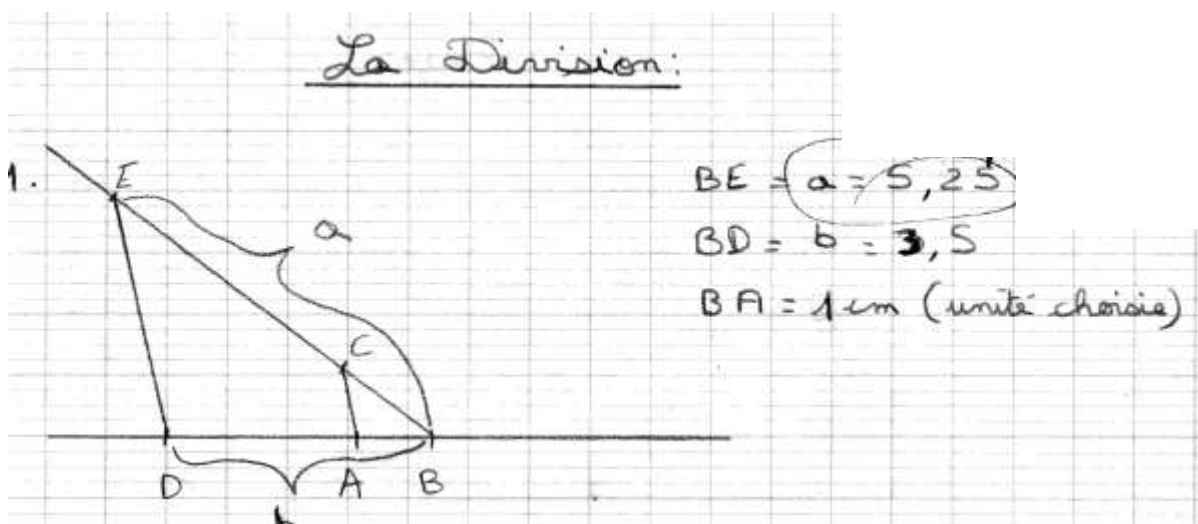 La Division:
1.
E
a
BE = a = 5,25
BD = b = 3,5
BA = 1 cm (unité choisie)
C
D
A
B
b